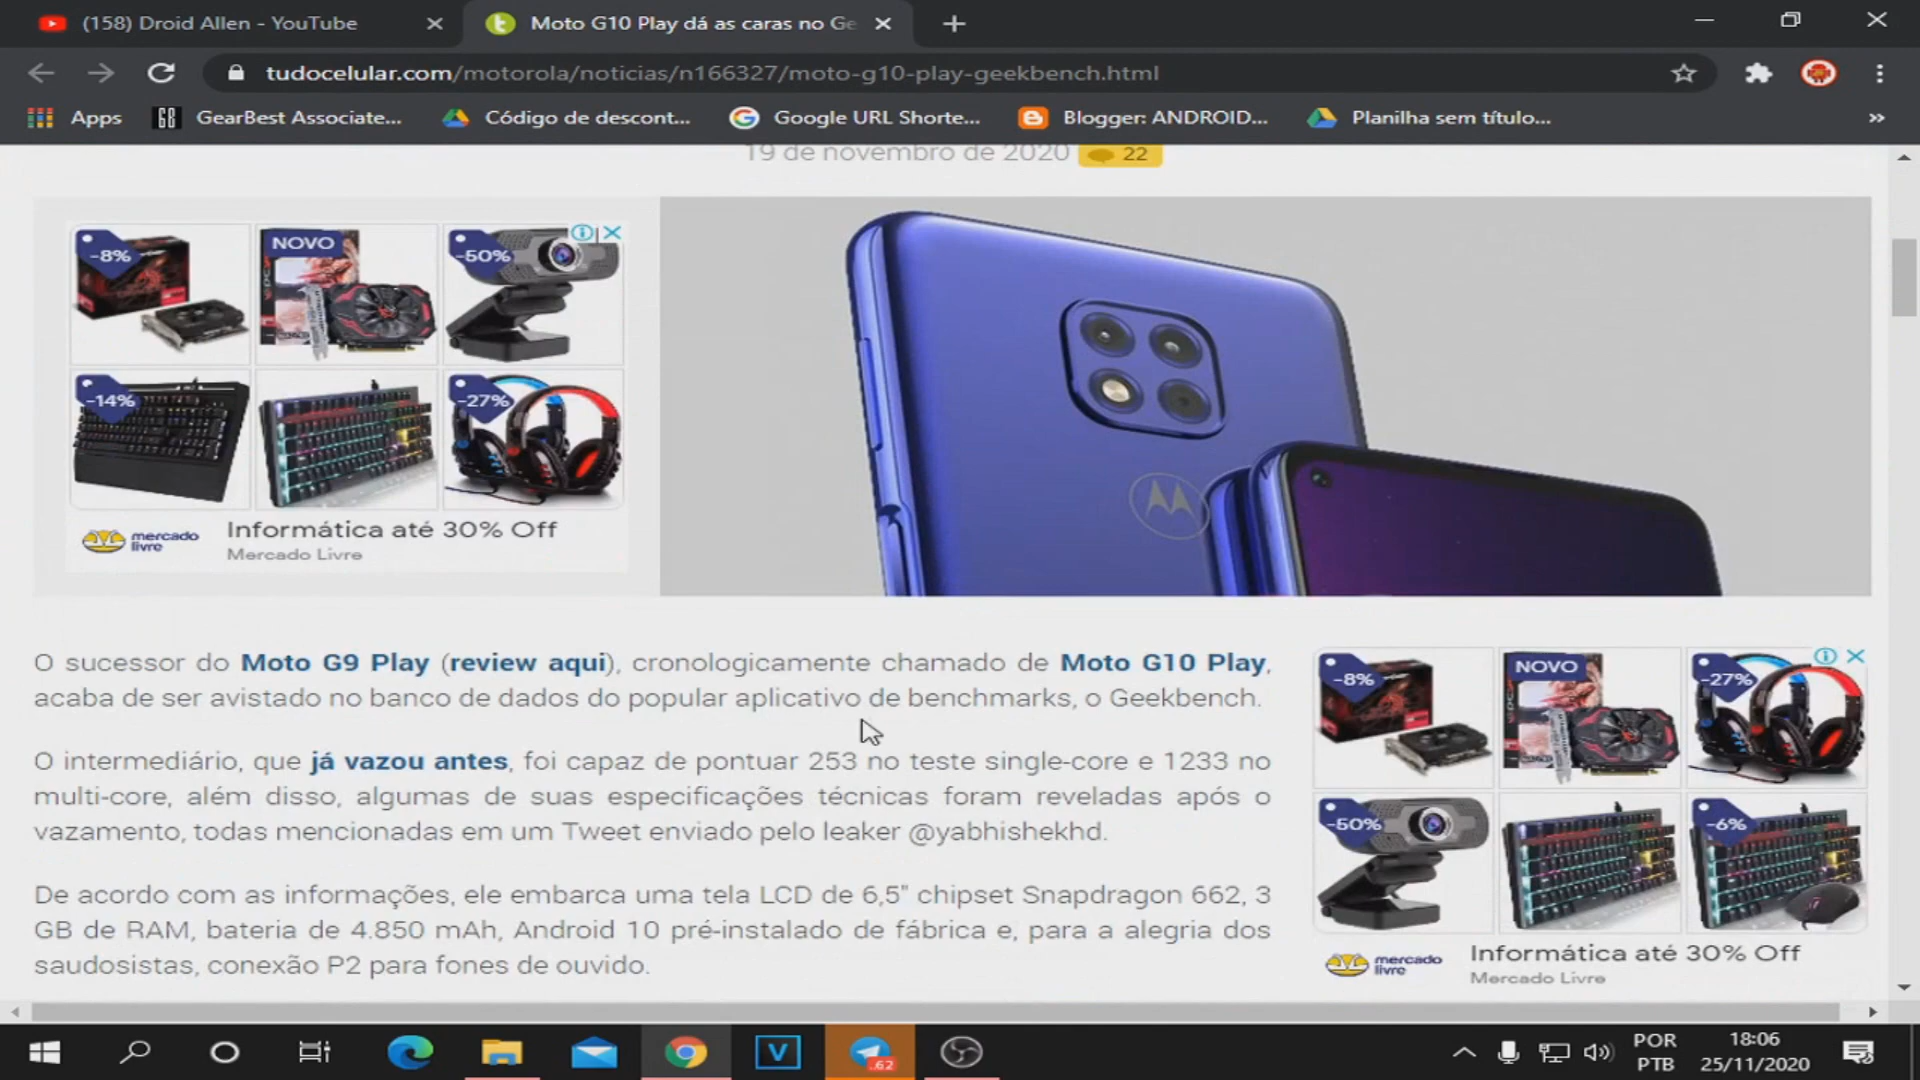 (158) Droid Allen - YouTube
Moto G10 Play dá as caras no Ge
tudocelular.com/motorola/noticias/n166327/moto-g10-play-geekbench.html
Apps
GearBest Associate...
Código de descont...
Google URL Shorte...
Blogger: ANDROID...
Planilha sem título...
»
19 de novembro de 2020
22
-8%
NOVO
-50%
-14%
-27%
mercado livre
Informática até 30% Off
Mercado Livre
O sucessor do Moto G9 Play (review aqui), cronologicamente chamado de Moto G10 Play,
acaba de ser avistado no banco de dados do popular aplicativo de benchmarks, o Geekbench.
O intermediário, que já vazou antes, foi capaz de pontuar 253 no teste single-core e 1233 no
multi-core, além disso, algumas de suas especificações técnicas foram reveladas após o
vazamento, todas mencionadas em um Tweet enviado pelo leaker @yabhishekhd.
De acordo com as informações, ele embarca uma tela LCD de 6,5" chipset Snapdragon 662, 3
GB de RAM, bateria de 4.850 mAh, Android 10 pré-instalado de fábrica e, para a alegria dos
saudosistas, conexão P2 para fones de ouvido.
-8%
NOVO
-27%
-50%
-6%
mercado livre
Informática até 30% Off
Mercado Livre
V
..62
POR
PTB
18:06
25/11/2020